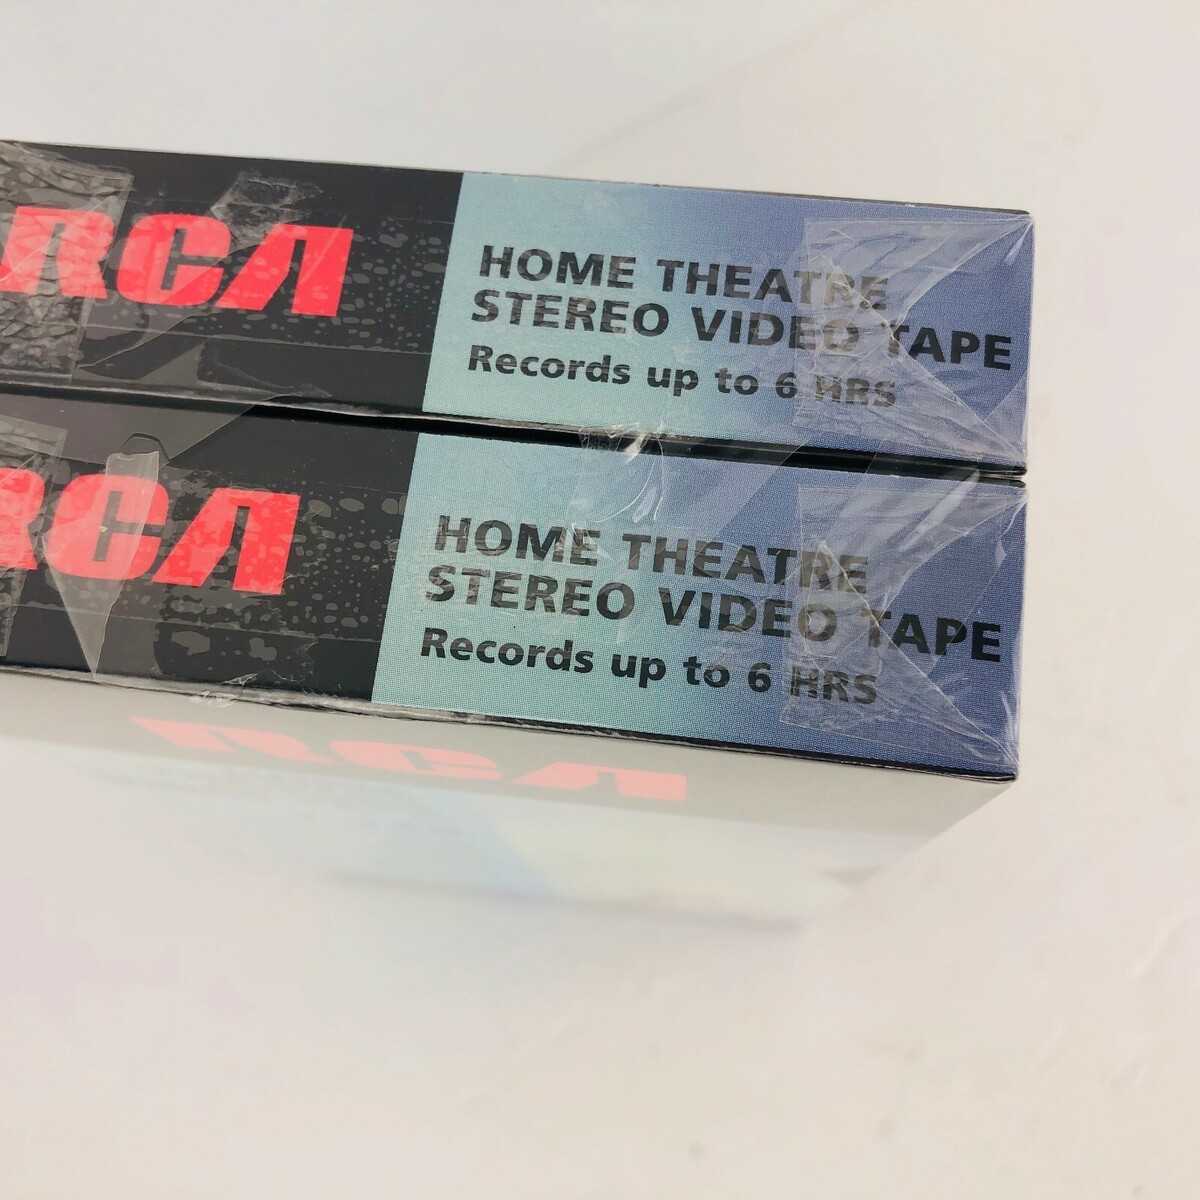 RCA
HOME THEATRE
STEREO VIDEO TAPE
Records up to 6 HRS
RCA
HOME THEATRE
STEREO VIDEO TAPE
Records up to 6 HRS
RCA